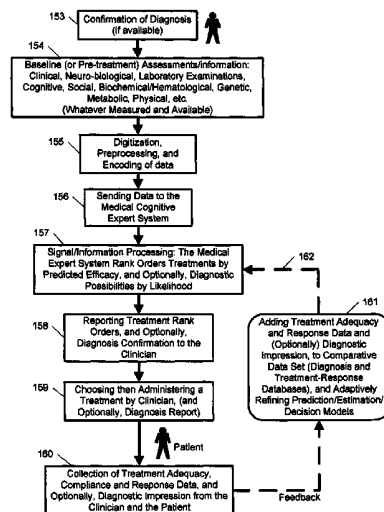 153
Confirmation of Diagnosis
(if available)
154
Baseline (or Pre-treatment) Assessments/information:
Clinical, Neuro-biological, Laboratory Examinations,
Cognitive, Social, Biochemical/Hematological, Genetic,
Metabolic, Physical, etc.
(Whatever Measured and Available)
155
Digitization,
Preprocessing, and
Encoding of data
156
Sending Data to the
Medical Cognitive
Expert System
157
Signal/Information Processing: The Medical
Expert System Rank Orders Treatments by
Predicted Efficacy, and Optionally, Diagnostic
Possibilities by Likelihood
162
158
Reporting Treatment Rank
Orders, and Optionally,
Diagnosis Confirmation to the
Clinician
161
Adding Treatment Adequacy
and Response Data and
(Optionally) Diagnostic
Impression, to Comparative
Data Set (Diagnosis and
Treatment-Response
Databases), and Adaptively
Refining Prediction/Estimation/
Decision Models
159
Choosing then Administering a
Treatment by Clinician, (and
Optionally, Diagnosis Report)
Patient
160
Collection of Treatment Adequacy,
Compliance and Response Data, and
Optionally, Diagnostic Impression from the
Clinician and the Patient
Feedback